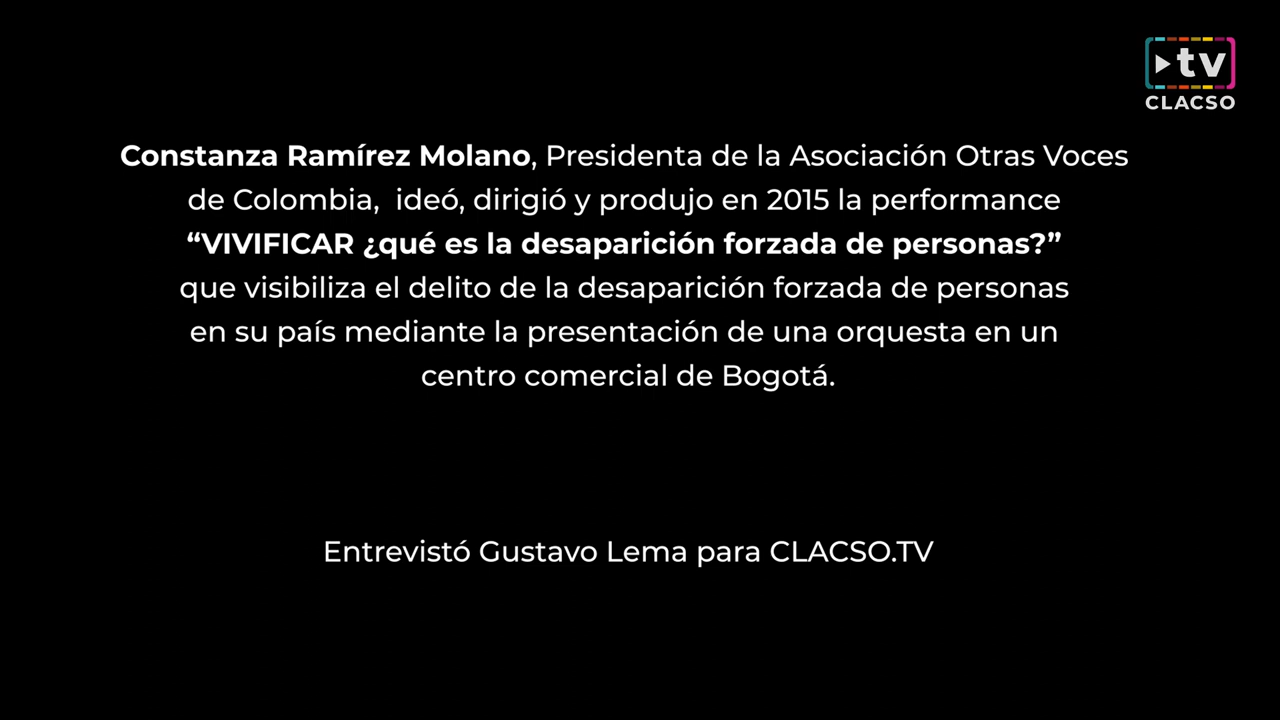 tv
CLACSO
Constanza Ramírez Molano, Presidenta de la Asociación Otras Voces
de Colombia,  ideó, dirigió y produjo en 2015 la performance
“VIVIFICAR ¿qué es la desaparición forzada de personas?”
que visibiliza el delito de la desaparición forzada de personas
en su país mediante la presentación de una orquesta en un
centro comercial de Bogotá.
Entrevistó Gustavo Lema para CLACSO.TV